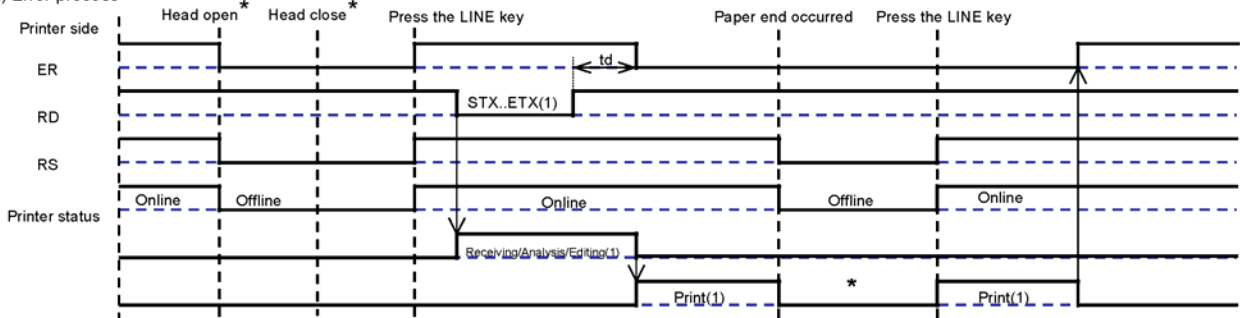 ) Error process
Head open* Head close* Press the LINE key Paper end occurred Press the LINE key
Printer side
ER td
RD STX..ETX(1)
RS
Printer status Online Offline Online Offline Online
Receiving/Analysis/Editing(1)
Print(1) * Print(1)